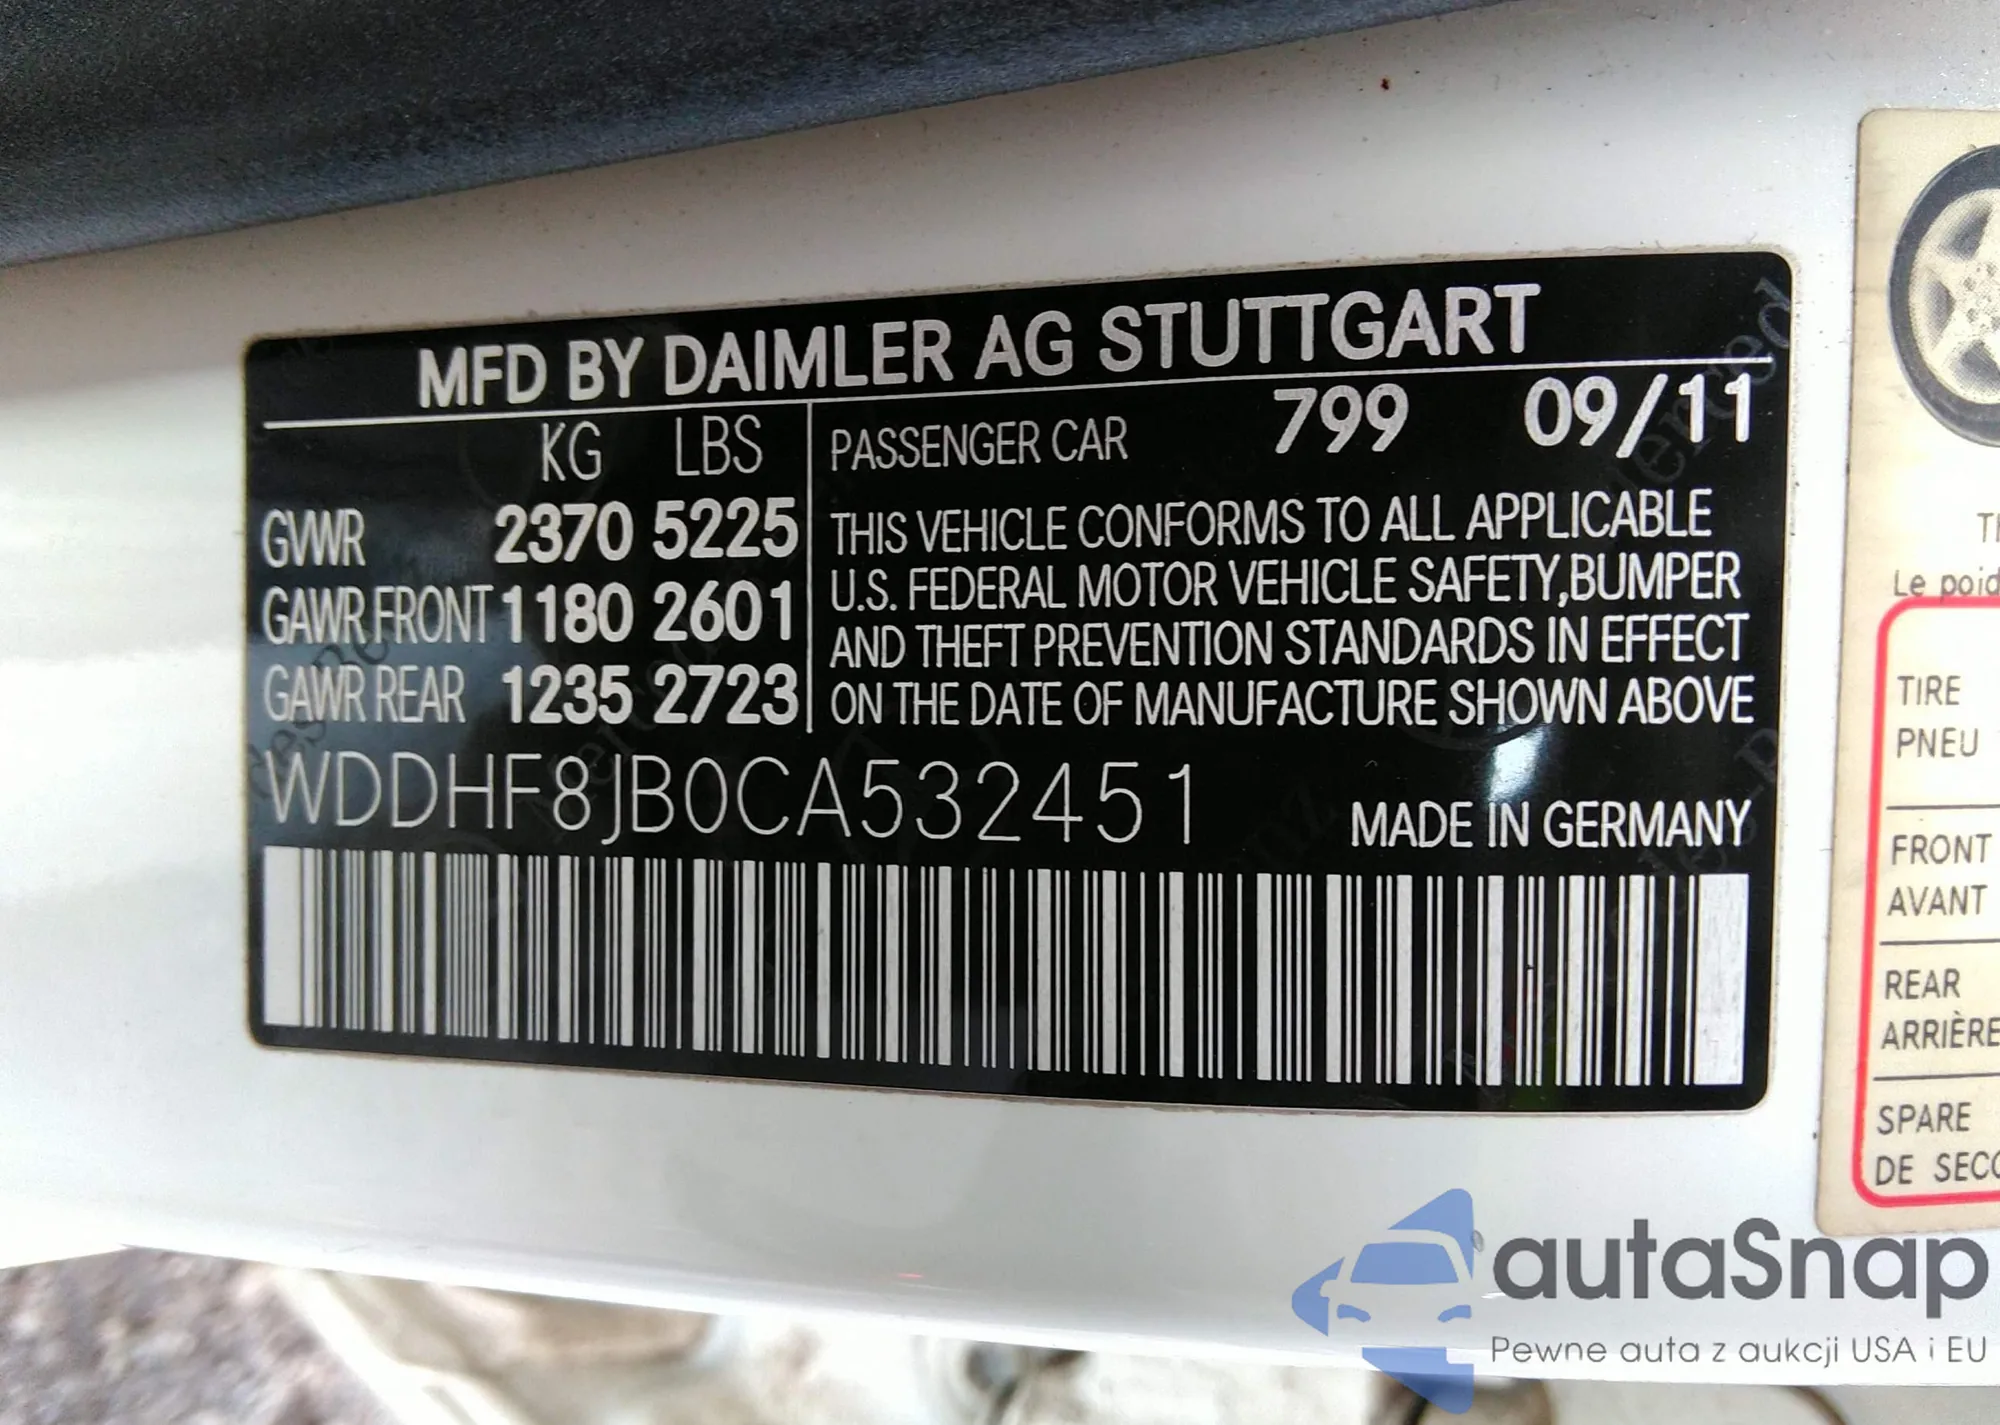 MFD BY DAIMLER AG STUTTGART
KG LBS
GVWR 2370 5225
GAWR FRONT 1180 2601
GAWR REAR 1235 2723
PASSENGER CAR 799 09/11
THIS VEHICLE CONFORMS TO ALL APPLICABLE
U.S. FEDERAL MOTOR VEHICLE SAFETY,BUMPER
AND THEFT PREVENTION STANDARDS IN EFFECT
ON THE DATE OF MANUFACTURE SHOWN ABOVE
WDDHF8JB0CA532451
MADE IN GERMANY
Le
TIRE
PNEU
FRONT
AVANT
REAR
ARRIÈRE
SPARE
DE
autaSnap
Pewne auta z aukcji USA i EU